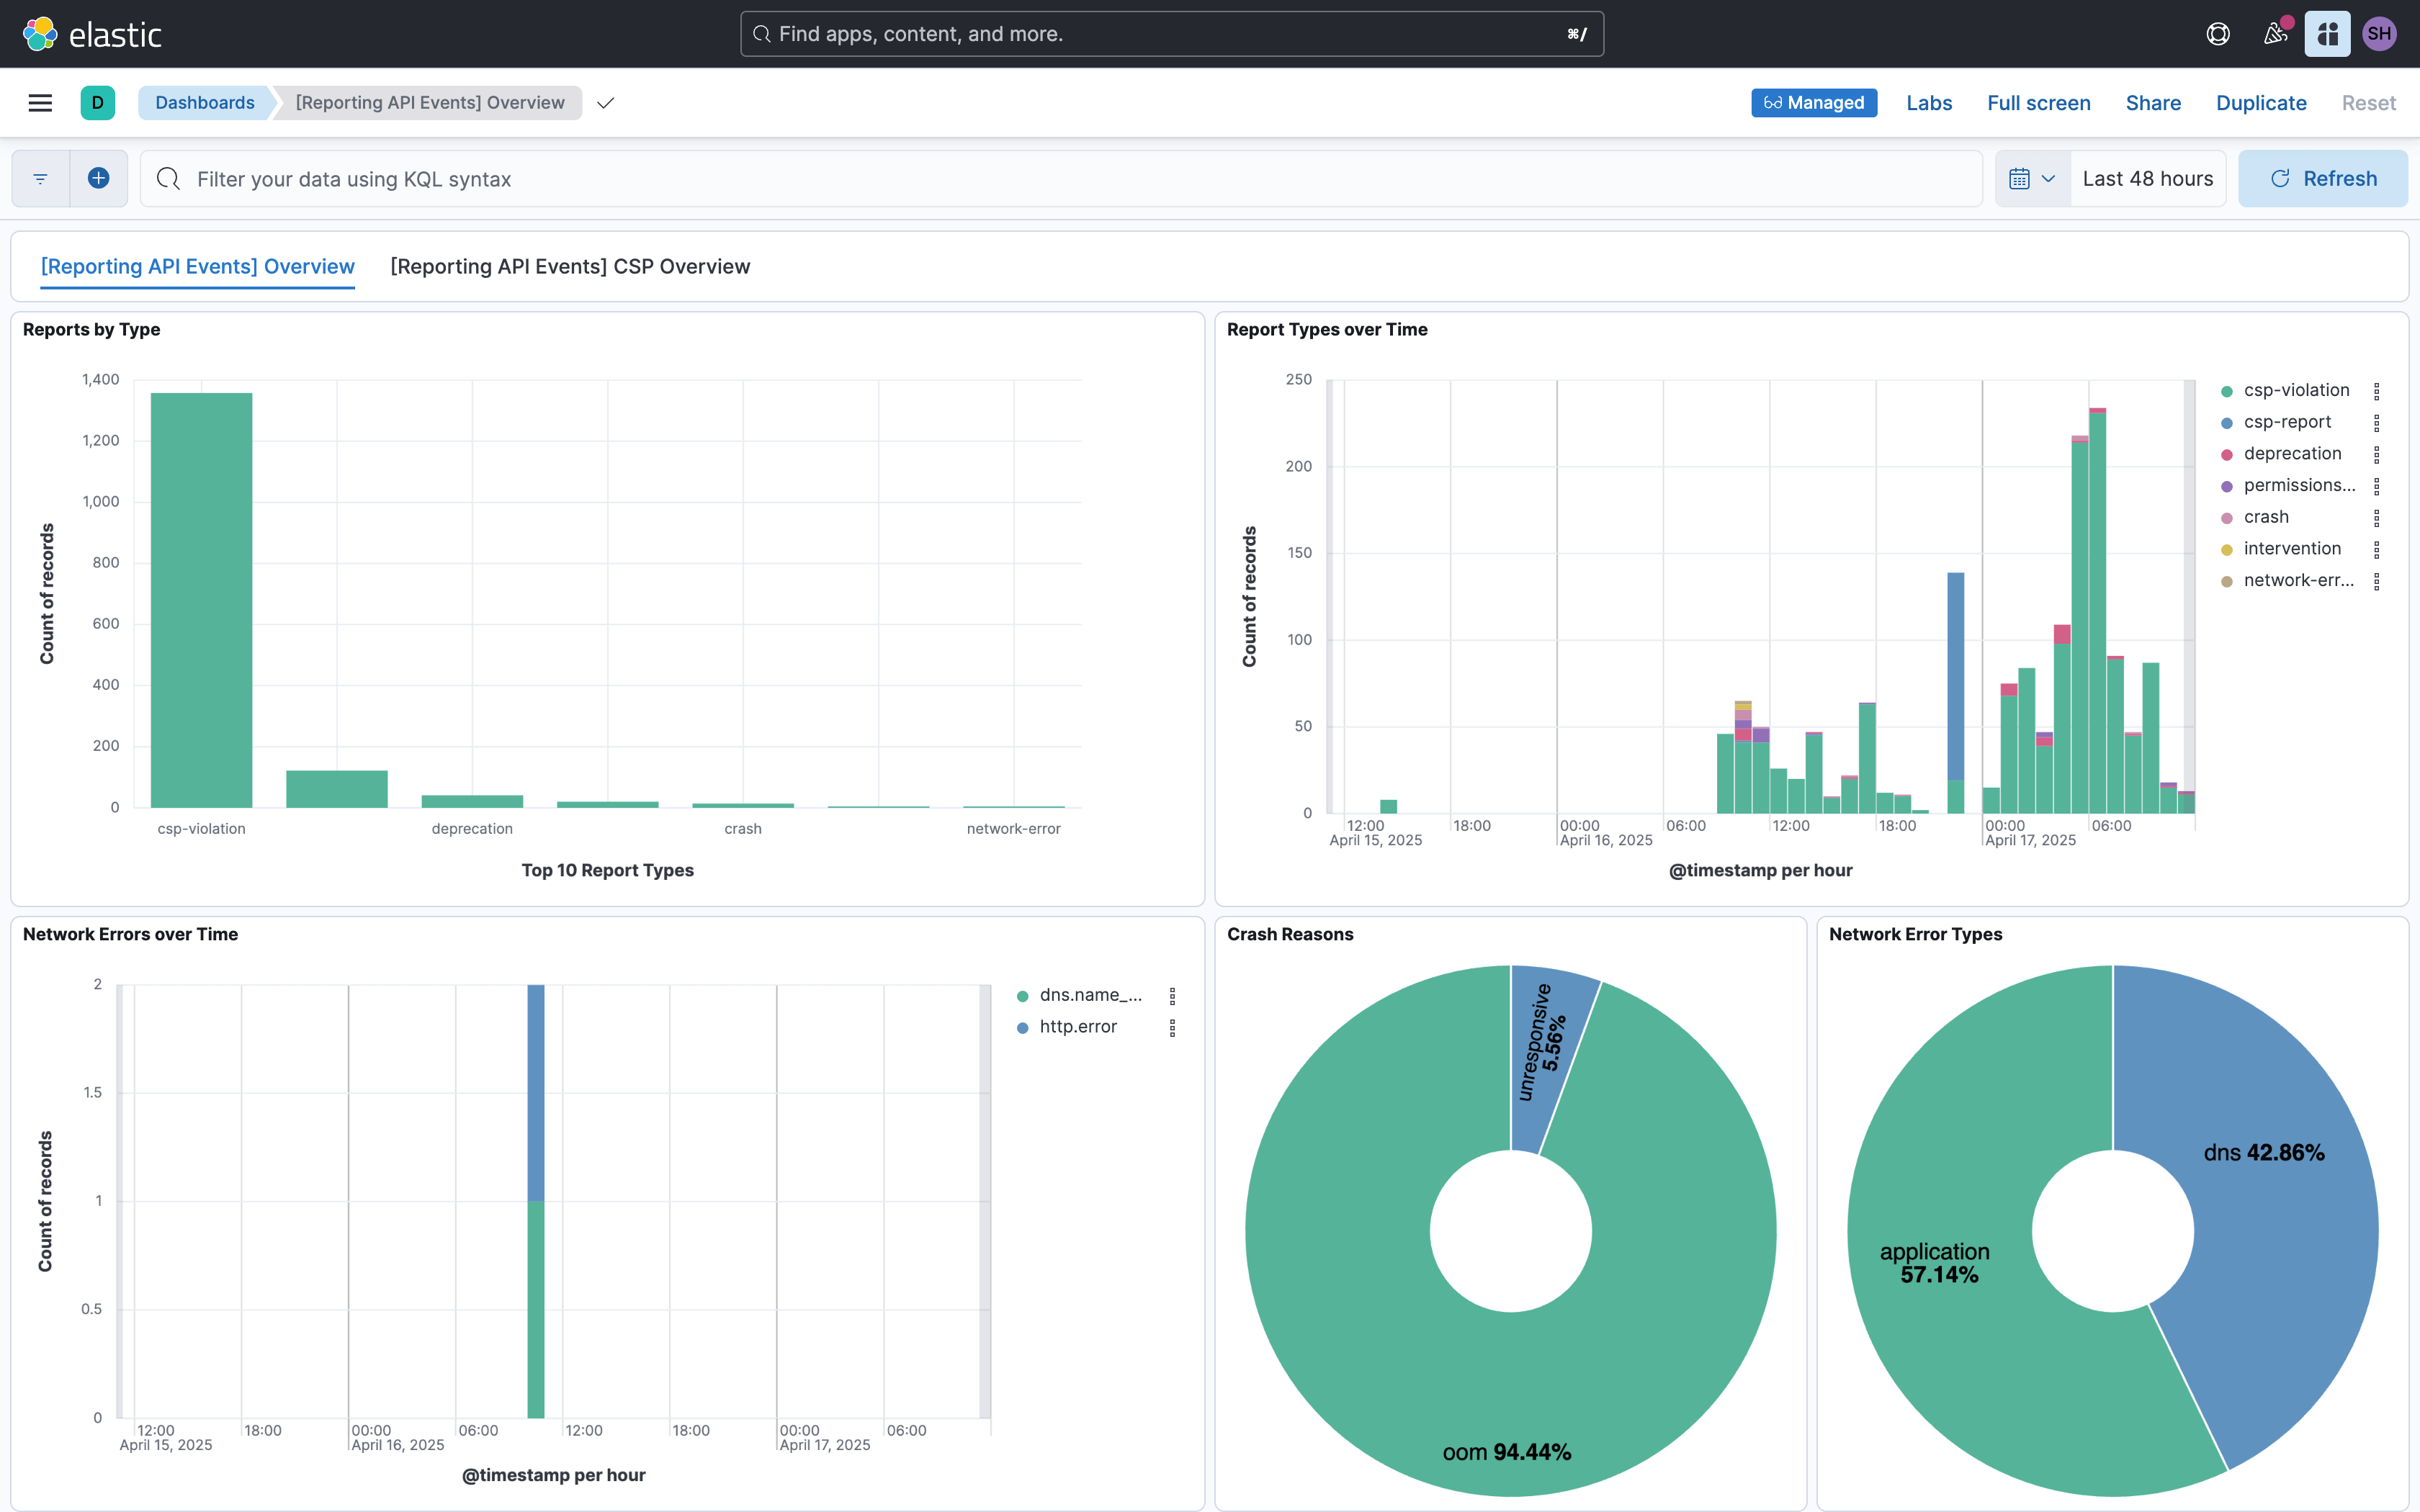 elastic
Find apps, content, and more.
⌘/
SH
D
Dashboards
[Reporting API Events] Overview
Managed
Labs
Full screen
Share
Duplicate
Reset
Filter your data using KQL syntax
Last 48 hours
Refresh
[Reporting API Events] Overview
[Reporting API Events] CSP Overview
Reports by Type
1,400
1,200
1,000
800
600
400
200
0
Count of records
csp-violation
deprecation
crash
network-error
Top 10 Report Types
Report Types over Time
250
200
150
100
50
0
Count of records
12:00
April 15, 2025
18:00
00:00
April 16, 2025
06:00
12:00
18:00
00:00
April 17, 2025
06:00
@timestamp per hour
csp-violation
csp-report
deprecation
permissions...
crash
intervention
network-err...
Network Errors over Time
2
1.5
1
0.5
0
Count of records
12:00
April 15, 2025
18:00
00:00
April 16, 2025
06:00
12:00
18:00
00:00
April 17, 2025
06:00
@timestamp per hour
dns.name_...
http.error
Crash Reasons
unresponsive
5.56%
oom 94.44%
Network Error Types
dns 42.86%
application
57.14%